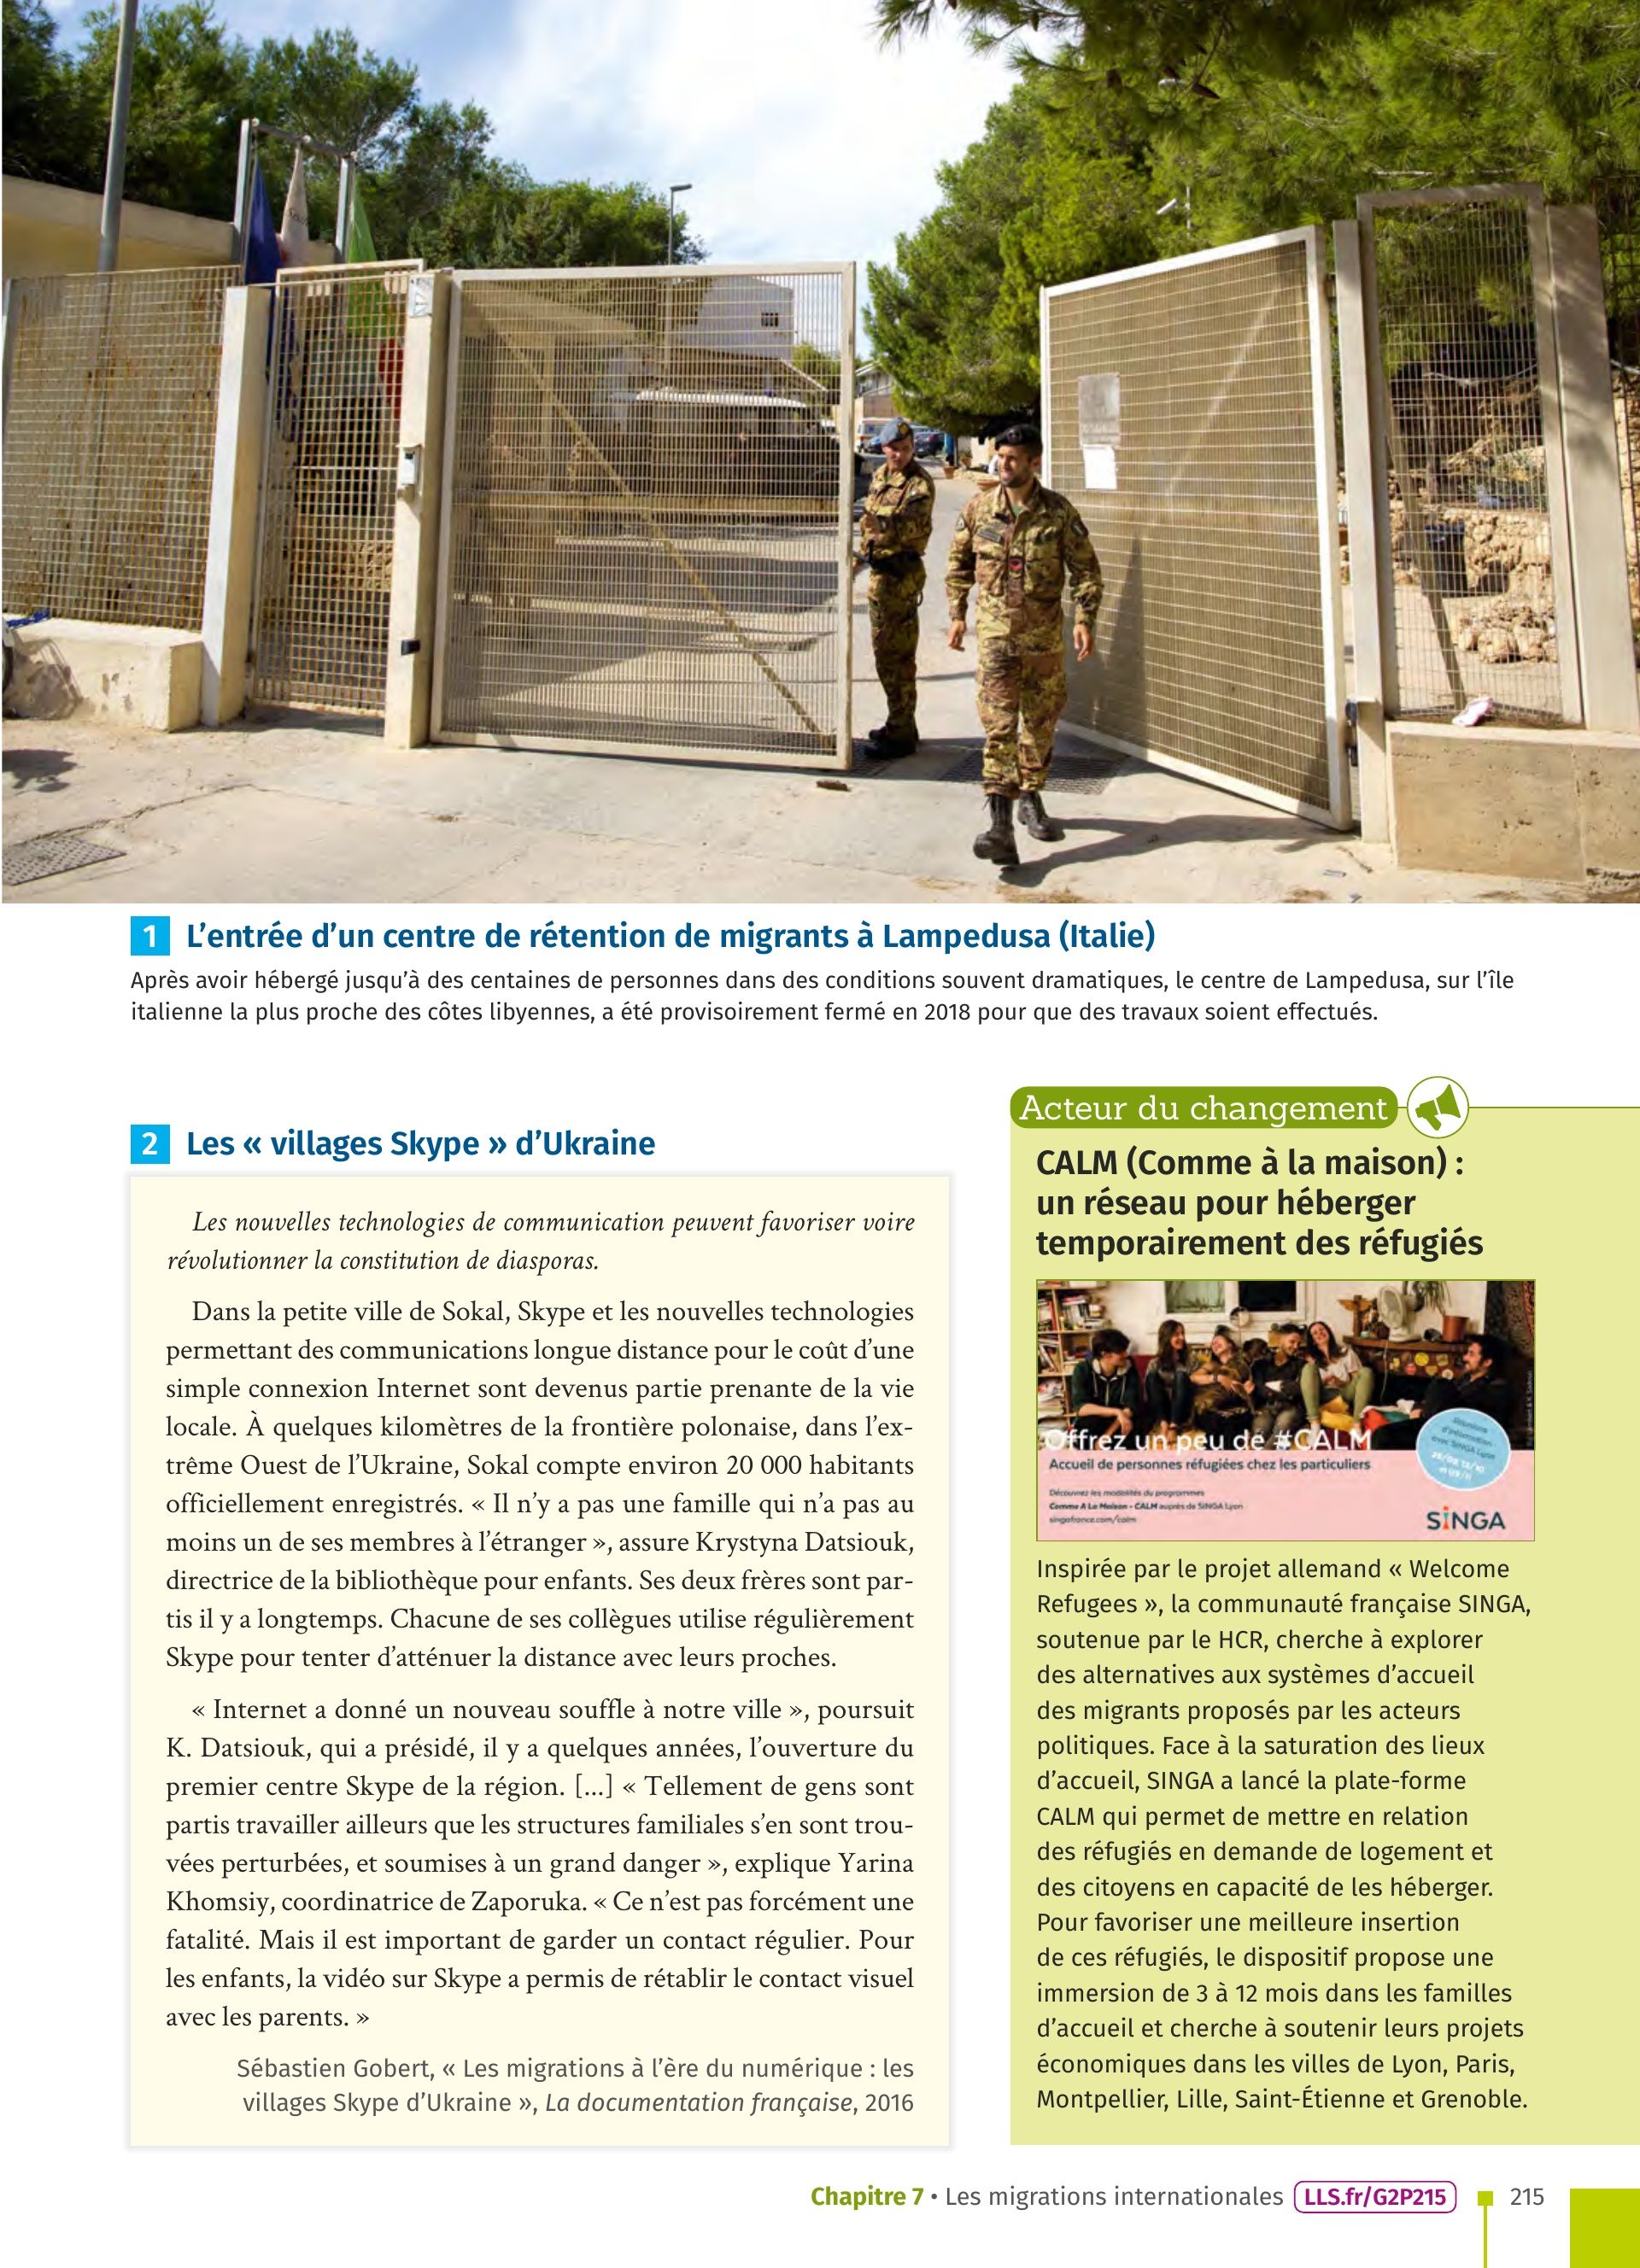 1 L'entrée d'un centre de rétention de migrants à Lampedusa (Italie)
Après avoir hébergé jusqu'à des centaines de personnes dans des conditions souvent dramatiques, le centre de Lampedusa, sur l'île
italienne la plus proche des côtes libyennes, a été provisoirement fermé en 2018 pour que des travaux soient effectués.
2 Les « villages Skype » d'Ukraine
Les nouvelles technologies de communication peuvent favoriser voire
révolutionner la constitution de diasporas.
Dans la petite ville de Sokal, Skype et les nouvelles technologies
permettant des communications longue distance pour le coût d'une
simple connexion Internet sont devenus partie prenante de la vie
locale. À quelques kilomètres de la frontière polonaise, dans l'ex-
trême Ouest de l'Ukraine, Sokal compte environ 20 000 habitants
officiellement enregistrés. « Il n'y a pas une famille qui n'a pas au
moins un de ses membres à l'étranger », assure Krystyna Datsiouk,
directrice de la bibliothèque pour enfants. Ses deux frères sont par-
tis il y a longtemps. Chacune de ses collègues utilise régulièrement
Skype pour tenter d'atténuer la distance avec leurs proches.
« Internet a donné un nouveau souffle à notre ville », poursuit
K. Datsiouk, qui a présidé, il y a quelques années, l'ouverture du
premier centre Skype de la région. [...] « Tellement de gens sont
partis travailler ailleurs que les structures familiales s'en sont trou-
vées perturbées, et soumises à un grand danger », explique Yarina
Khomsiy, coordinatrice de Zaporuka. « Ce n'est pas forcément une
fatalité. Mais il est important de garder un contact régulier. Pour
les enfants, la vidéo sur Skype a permis de rétablir le contact visuel
avec les parents. »
Sébastien Gobert, « Les migrations à l'ère du numérique : les
villages Skype d'Ukraine », La documentation française, 2016
Acteur du changement
CALM (Comme à la maison) :
un réseau pour héberger
temporairement des réfugiés
Offrez un peu de #CALM
Accueil de personnes réfugiées chez les particuliers
Réunions
d'information
avec SINGA Lyon
Découvrez les modalités du programmes
Comme A La Maison - CALM auprès de SINGA Lyon
singafrance.com/calm
SiNGA
Inspirée par le projet allemand « Welcome
Refugees », la communauté française SINGA,
soutenue par le HCR, cherche à explorer
des alternatives aux systèmes d'accueil
des migrants proposés par les acteurs
politiques. Face à la saturation des lieux
d'accueil, SINGA a lancé la plate-forme
CALM qui permet de mettre en relation
des réfugiés en demande de logement et
des citoyens en capacité de les héberger.
Pour favoriser une meilleure insertion
de ces réfugiés, le dispositif propose une
immersion de 3 à 12 mois dans les familles
d'accueil et cherche à soutenir leurs projets
économiques dans les villes de Lyon, Paris,
Montpellier, Lille, Saint-Étienne et Grenoble.
Chapitre 7 • Les migrations internationales LLS.fr/G2P215 215